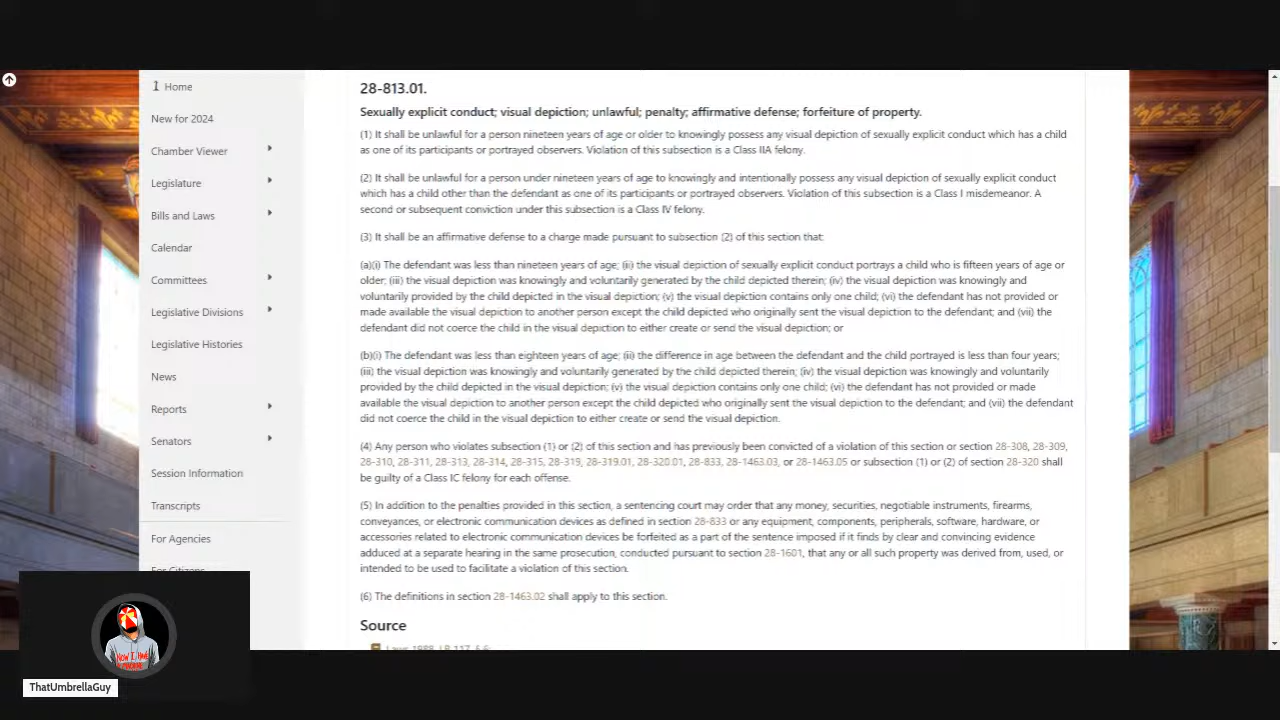 Home
New for 2024
Chamber Viewer
Legislature
Bills and Laws
Calendar
Committees
Legislative Divisions
Legislative Histories
News
Reports
Senators
Session Information
Transcripts
For Agencies
For Citizens
28-813.01.
Sexually explicit conduct; visual depiction; unlawful; penalty; affirmative defense; forfeiture of property.
(1) It shall be unlawful for a person nineteen years of age or older to knowingly possess any visual depiction of sexually explicit conduct which has a child
as one of its participants or portrayed observers. Violation of this subsection is a Class IIA felony.
(2) It shall be unlawful for a person under nineteen years of age to knowingly and intentionally possess any visual depiction of sexually explicit conduct
which has a child other than the defendant as one of its participants or portrayed observers. Violation of this subsection is a Class I misdemeanor. A
second or subsequent conviction under this subsection is a Class IV felony.
(3) It shall be an affirmative defense to a charge made pursuant to subsection (2) of this section that:
(a)(i) The defendant was less than nineteen years of age; (ii) the visual depiction of sexually explicit conduct portrays a child who is fifteen years of age or
older; (iii) the visual depiction was knowingly and voluntarily generated by the child depicted therein; (iv) the visual depiction was knowingly and
voluntarily provided by the child depicted in the visual depiction; (v) the visual depiction contains only one child; (vi) the defendant has not provided or
made available the visual depiction to another person except the child depicted who originally sent the visual depiction to the defendant; and (vii) the
defendant did not coerce the child in the visual depiction to either create or send the visual depiction; or
(b)(i) The defendant was less than eighteen years of age; (ii) the difference in age between the defendant and the child portrayed is less than four years;
(iii) the visual depiction was knowingly and voluntarily generated by the child depicted therein; (iv) the visual depiction was knowingly and voluntarily
provided by the child depicted in the visual depiction; (v) the visual depiction contains only one child; (vi) the defendant has not provided or made
available the visual depiction to another person except the child depicted who originally sent the visual depiction to the defendant; and (vii) the defendant
did not coerce the child in the visual depiction to either create or send the visual depiction.
(4) Any person who violates subsection (1) or (2) of this section and has previously been convicted of a violation of this section or section 28-308, 28-309,
28-310, 28-311, 28-313, 28-314, 28-315, 28-319, 28-319.01, 28-320.01, 28-833, 28-1463.03, or 28-1463.05 or subsection (1) or (2) of section 28-320 shall
be guilty of a Class IC felony for each offense.
(5) In addition to the penalties provided in this section, a sentencing court may order that any money, securities, negotiable instruments, firearms,
conveyances, or electronic communication devices as defined in section 28-833 or any equipment, components, peripherals, software, hardware, or
accessories related to electronic communication devices be forfeited as a part of the sentence imposed if it finds by clear and convincing evidence
adduced at a separate hearing in the same prosecution, conducted pursuant to section 28-1601, that any or all such property was derived from, used, or
intended to be used to facilitate a violation of this section.
(6) The definitions in section 28-1463.02 shall apply to this section.
Source
Laws 1988, LB 117, § 6;
NOW I HAVE
ThatUmbrellaGuy